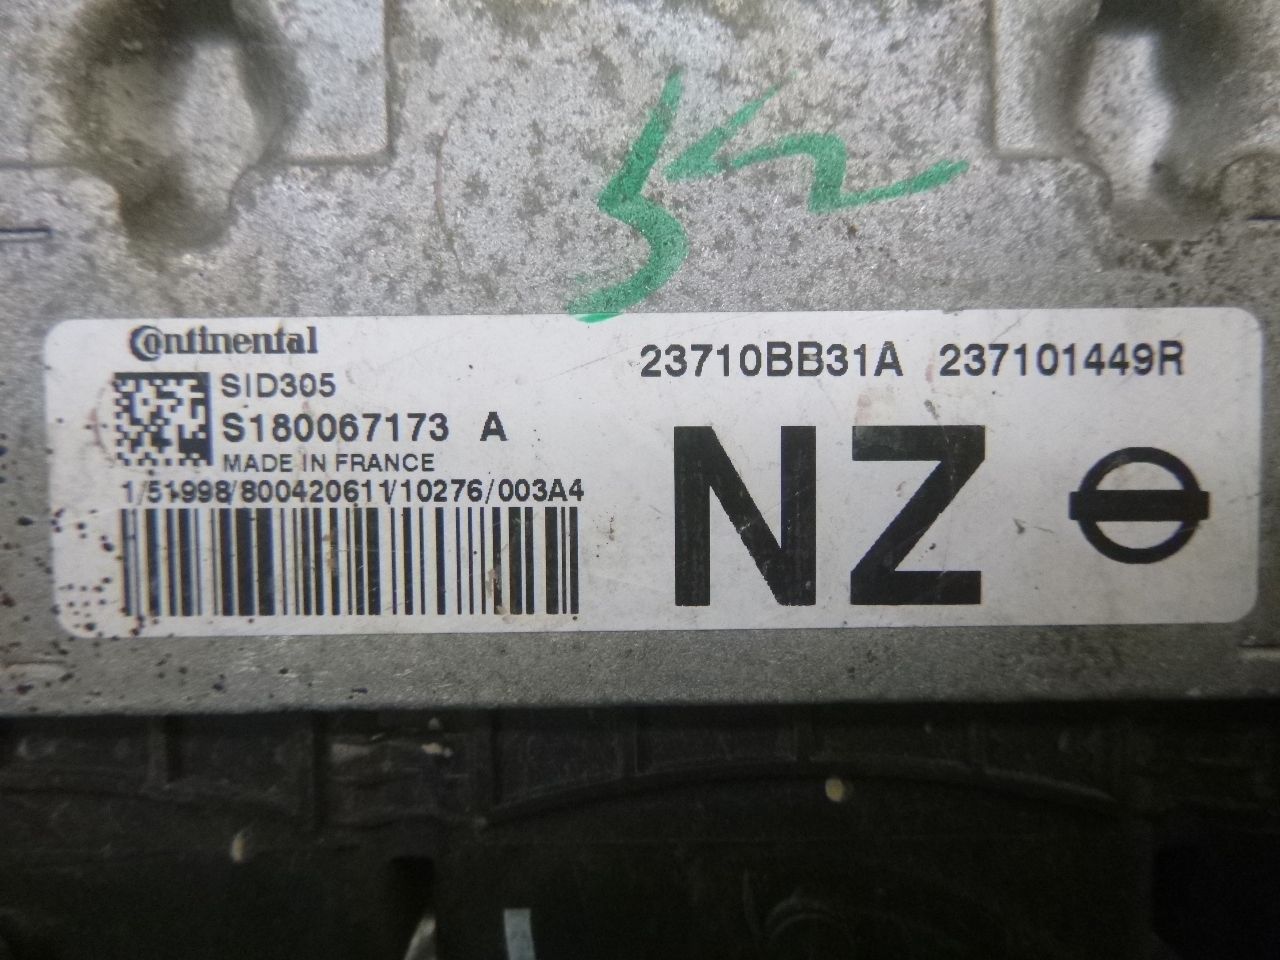 Continental
SID305
S180067173 A
MADE IN FRANCE
1/51998/800420611/10276/003A4
23710BB31A 237101449R
NZ